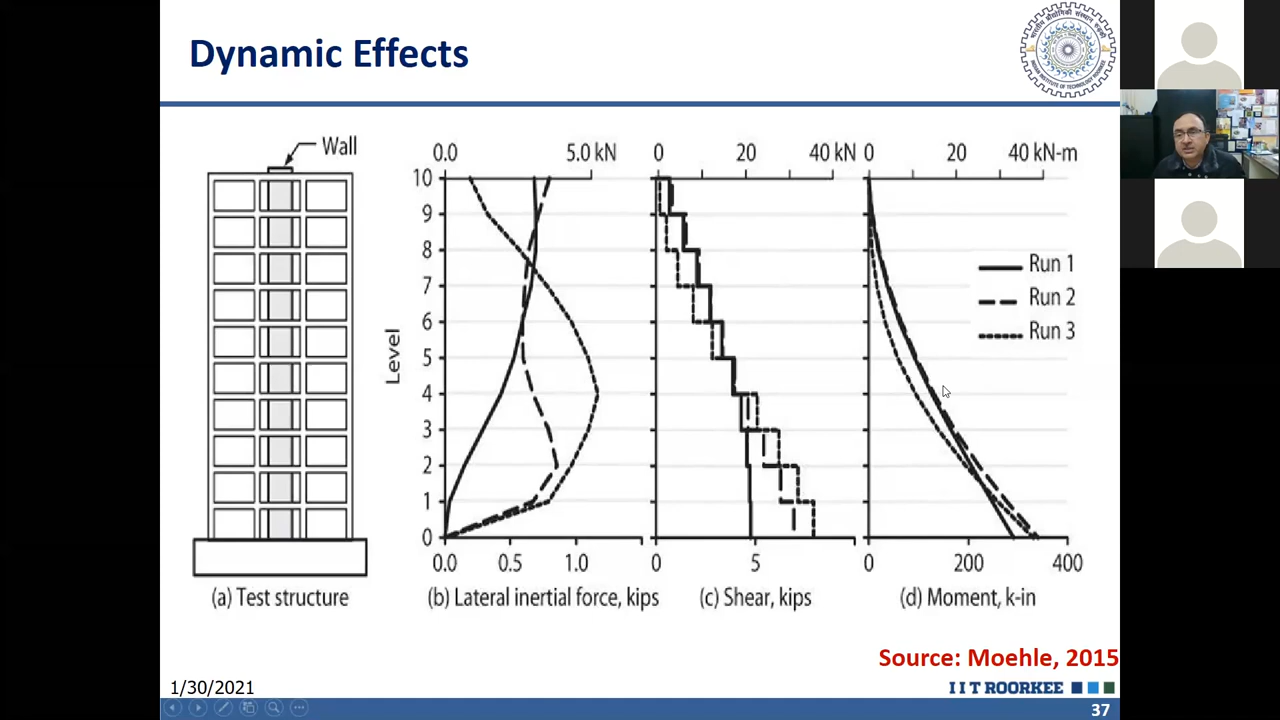 Dynamic Effects
Wall
(a) Test structure
0.0 5.0 kN
Level
10
9
8
7
6
5
4
3
2
1
0
0.0 0.5 1.0
(b) Lateral inertial force, kips
0 20 40 kN
0 5
(c) Shear, kips
0 20 40 kN-m
Run 1
Run 2
Run 3
0 200 400
(d) Moment, k-in
Source: Moehle, 2015
1/30/2021
I I T ROORKEE
37